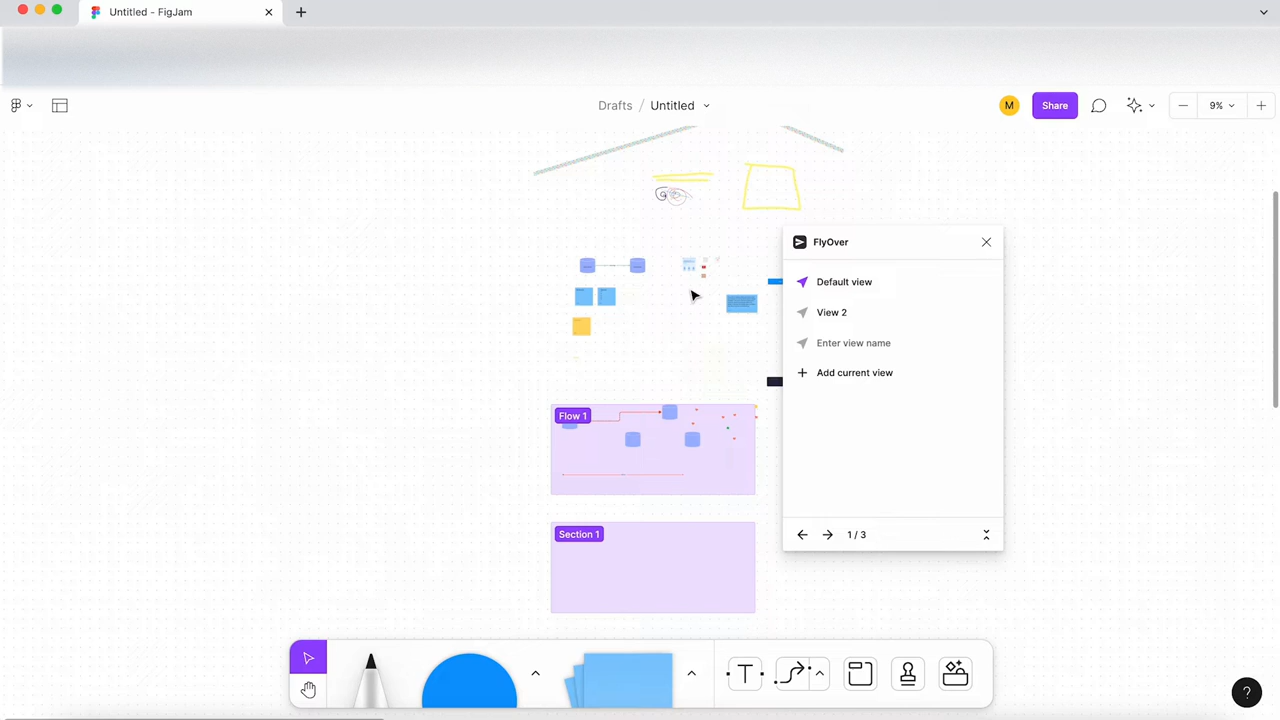 Untitled - FigJam
Drafts / Untitled
M
Share
9%
FlyOver
Default view
View 2
Enter view name
Add current view
1 / 3
Flow 1
Section 1
T
?